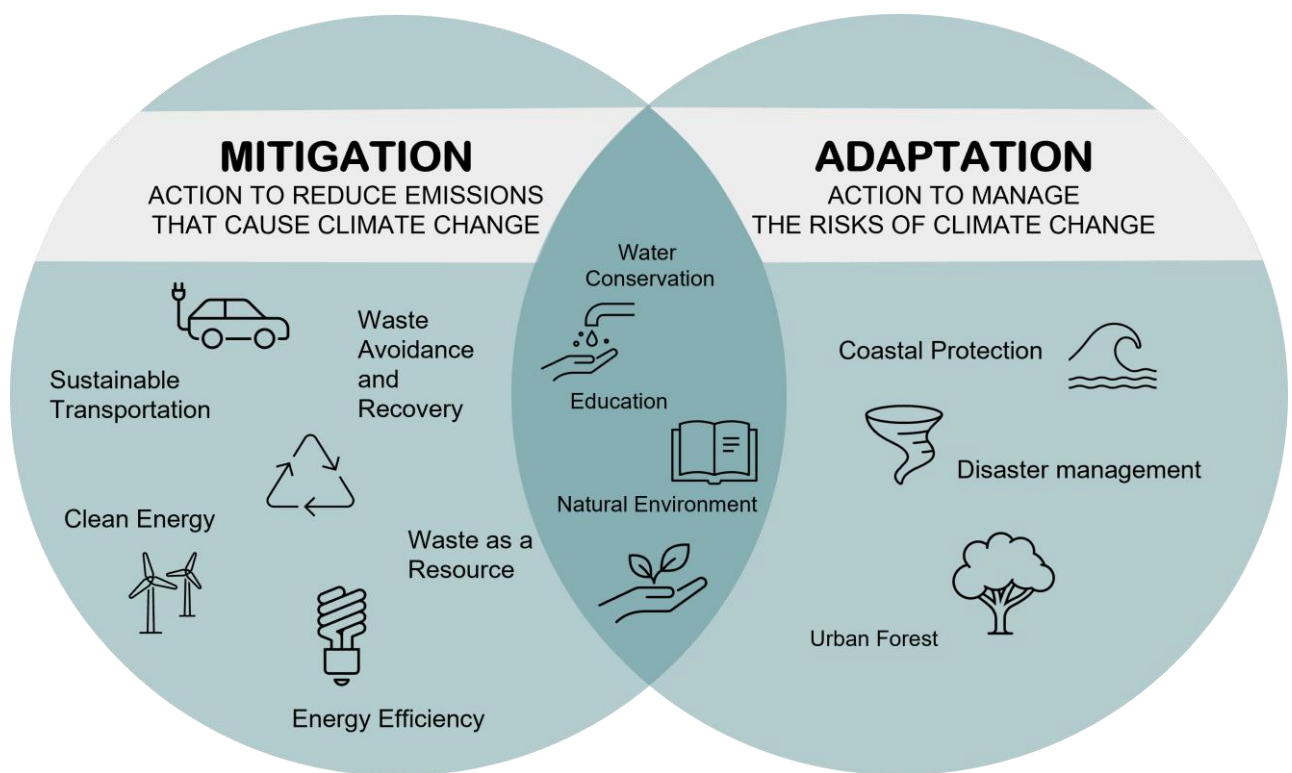 MITIGATION
ACTION TO REDUCE EMISSIONS
THAT CAUSE CLIMATE CHANGE
Sustainable
Transportation
Waste
Avoidance
and
Recovery
Clean Energy
Waste as a
Resource
Energy Efficiency
Water
Conservation
Education
Natural Environment
ADAPTATION
ACTION TO MANAGE
THE RISKS OF CLIMATE CHANGE
Coastal Protection
Disaster management
Urban Forest